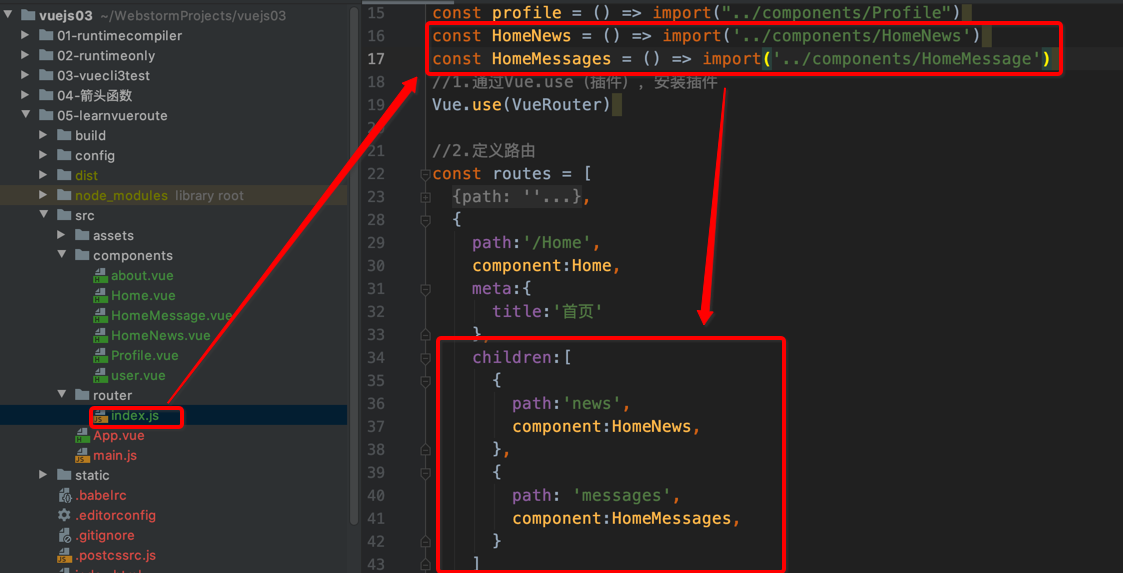 vuejs03 ~/WebstormProjects/vuejs03
01-runtimecompiler
02-runtimeonly
03-vuecli3test
04-箭头函数
05-learnvueroute
build
config
dist
node_modules library root
src
assets
components
about.vue
Home.vue
HomeMessage.vue
HomeNews.vue
Profile.vue
user.vue
router
index.js
App.vue
main.js
static
.babelrc
.editorconfig
.gitignore
.postcssrc.js
15 const profile = () => import("../components/Profile")
16 const HomeNews = () => import('../components/HomeNews')
17 const HomeMessages = () => import('../components/HomeMessage')
18 //1.通过Vue.use（插件），安装插件
19 Vue.use(VueRouter)
20
21 //2.定义路由
22 const routes = [
23 {path: ''...},
28 {
29 path:'/Home',
30 component:Home,
31 meta:{
32 title:'首页'
33 },
34 children:[
35 {
36 path:'news',
37 component:HomeNews,
38 },
39 {
40 path: 'messages',
41 component:HomeMessages,
42 }
43 ]